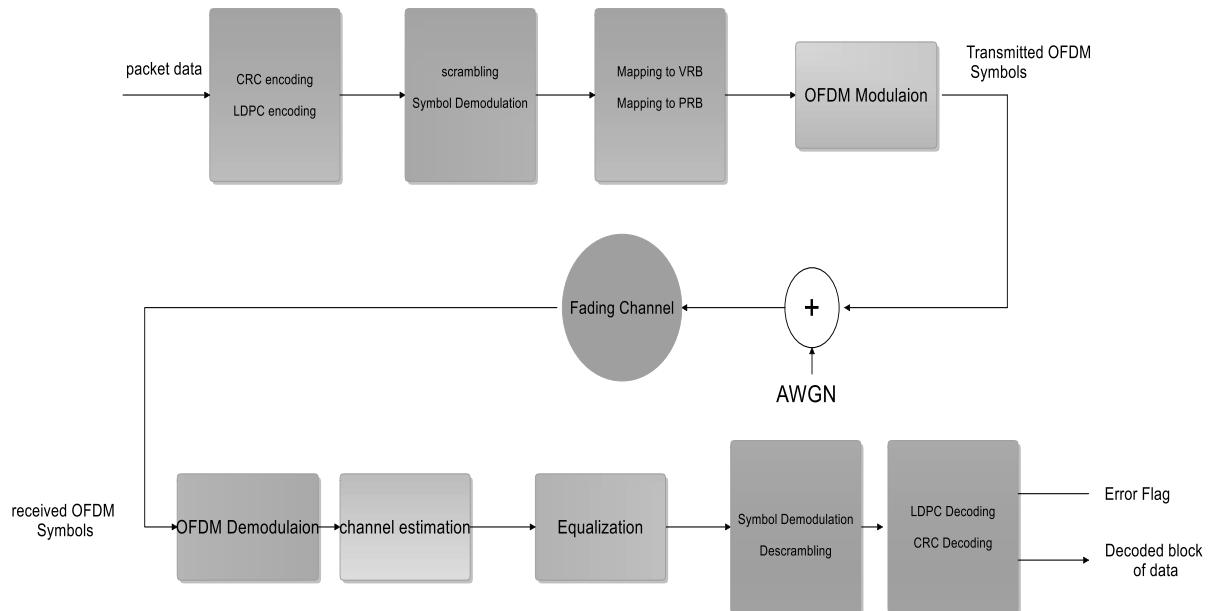 packet data
CRC encoding
LDPC encoding
scrambling
Symbol Demodulation
Mapping to VRB
Mapping to PRB
OFDM Modulaion
Transmitted OFDM
Symbols
Fading Channel
+
AWGN
received OFDM
Symbols
OFDM Demodulaion
channel estimation
Equalization
Symbol Demodulation
Descrambling
LDPC Decoding
CRC Decoding
Error Flag
Decoded block
of data